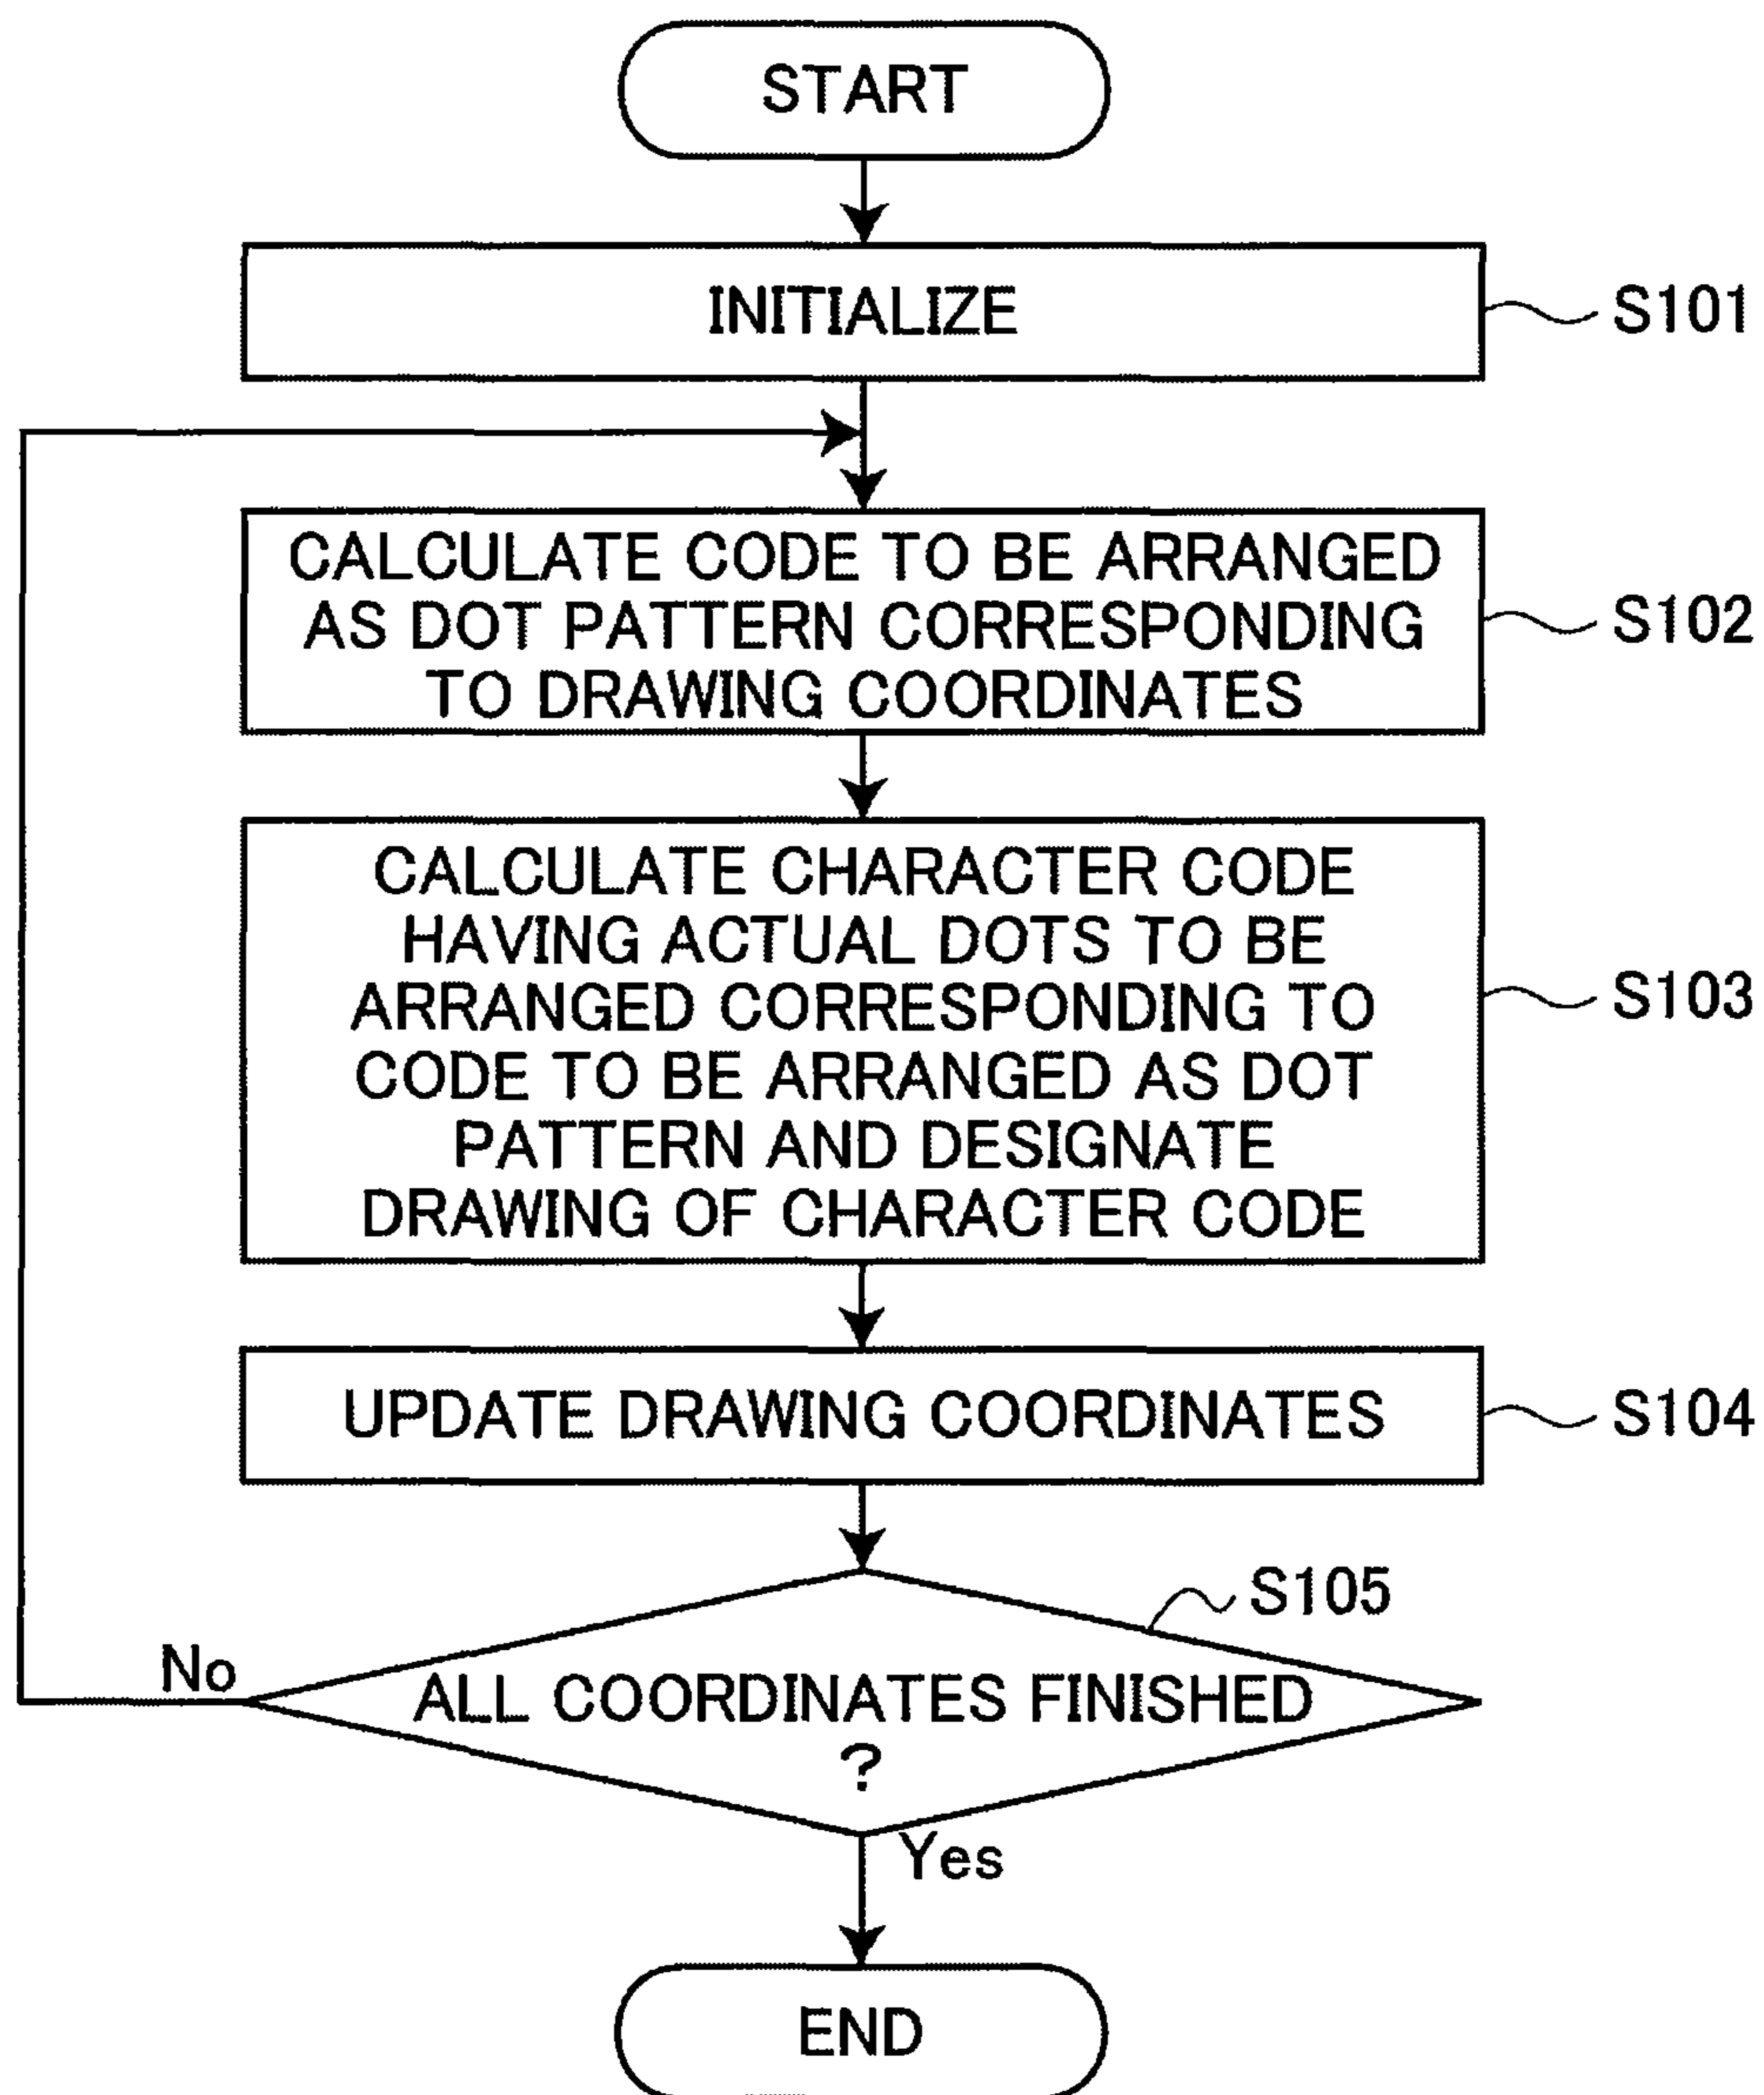 START
INITIALIZE
S101
CALCULATE CODE TO BE ARRANGED
AS DOT PATTERN CORRESPONDING
TO DRAWING COORDINATES
S102
CALCULATE CHARACTER CODE
HAVING ACTUAL DOTS TO BE
ARRANGED CORRESPONDING TO
CODE TO BE ARRANGED AS DOT
PATTERN AND DESIGNATE
DRAWING OF CHARACTER CODE
S103
UPDATE DRAWING COORDINATES
S104
S105
No
ALL COORDINATES FINISHED
?
Yes
END